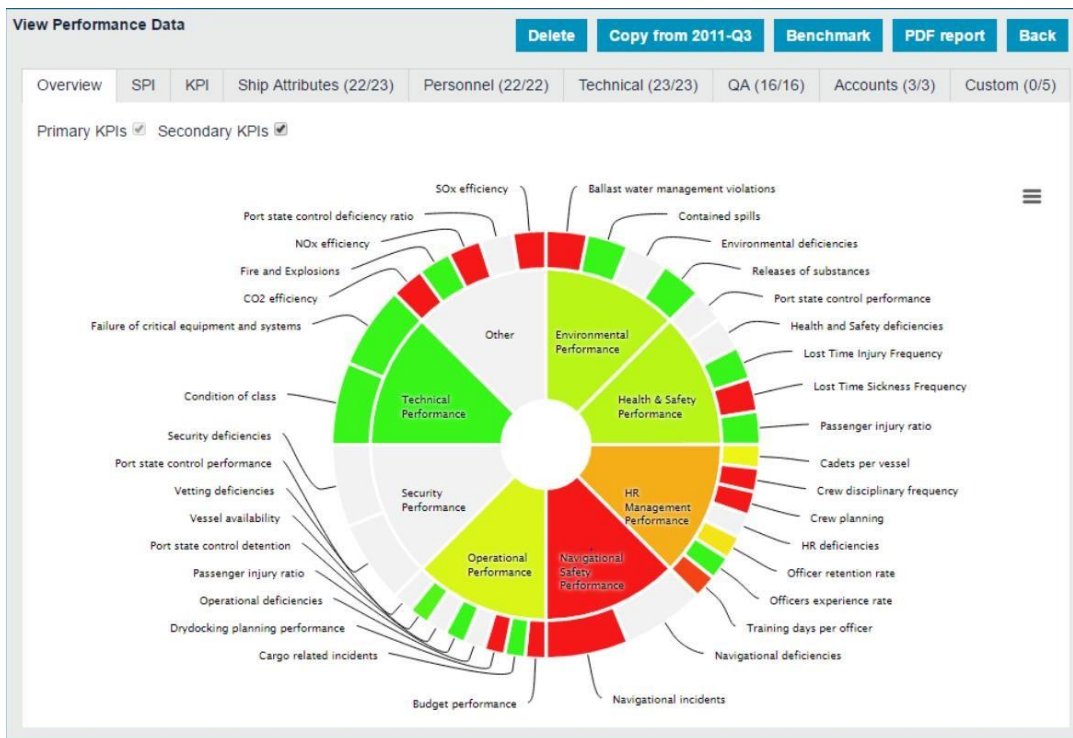 View Performance Data
Delete
Copy from 2011-Q3
Benchmark
PDF report
Back
Overview
SPI
KPI
Ship Attributes (22/23)
Personnel (22/22)
Technical (23/23)
QA (16/16)
Accounts (3/3)
Custom (0/5)
Primary KPIs
Secondary KPIs
SOx efficiency
Port state control deficiency ratio
NOx efficiency
Fire and Explosions
CO2 efficiency
Failure of critical equipment and systems
Condition of class
Security deficiencies
Port state control performance
Vetting deficiencies
Vessel availability
Port state control detention
Passenger injury ratio
Operational deficiencies
Drydocking planning performance
Cargo related incidents
Budget performance
Ballast water management violations
Contained spills
Environmental deficiencies
Releases of substances
Port state control performance
Health and Safety deficiencies
Lost Time Injury Frequency
Lost Time Sickness Frequency
Passenger injury ratio
Cadets per vessel
Crew disciplinary frequency
Crew planning
HR deficiencies
Officer retention rate
Officers experience rate
Training days per officer
Navigational deficiencies
Navigational incidents
Other
Environmental
Performance
Health & Safety
Performance
HR
Management
Performance
Navigational
Safety
Performance
Operational
Performance
Security
Performance
Technical
Performance